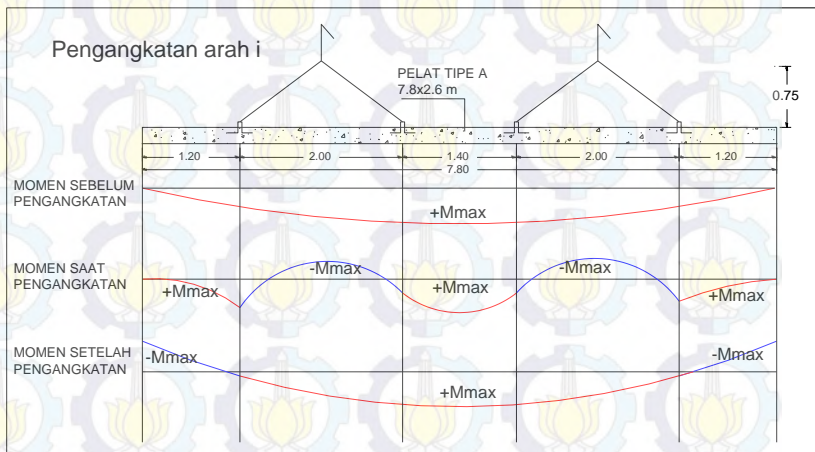 Pengangkatan arah i
PELAT TIPE A
7.8x2.6 m
0.75
1.20 2.00 1.40 2.00 1.20
7.80
MOMEN SEBELUM
PENGANGKATAN
+Mmax
MOMEN SAAT
PENGANGKATAN
+Mmax -Mmax +Mmax -Mmax +Mmax
MOMEN SETELAH
PENGANGKATAN
-Mmax +Mmax -Mmax